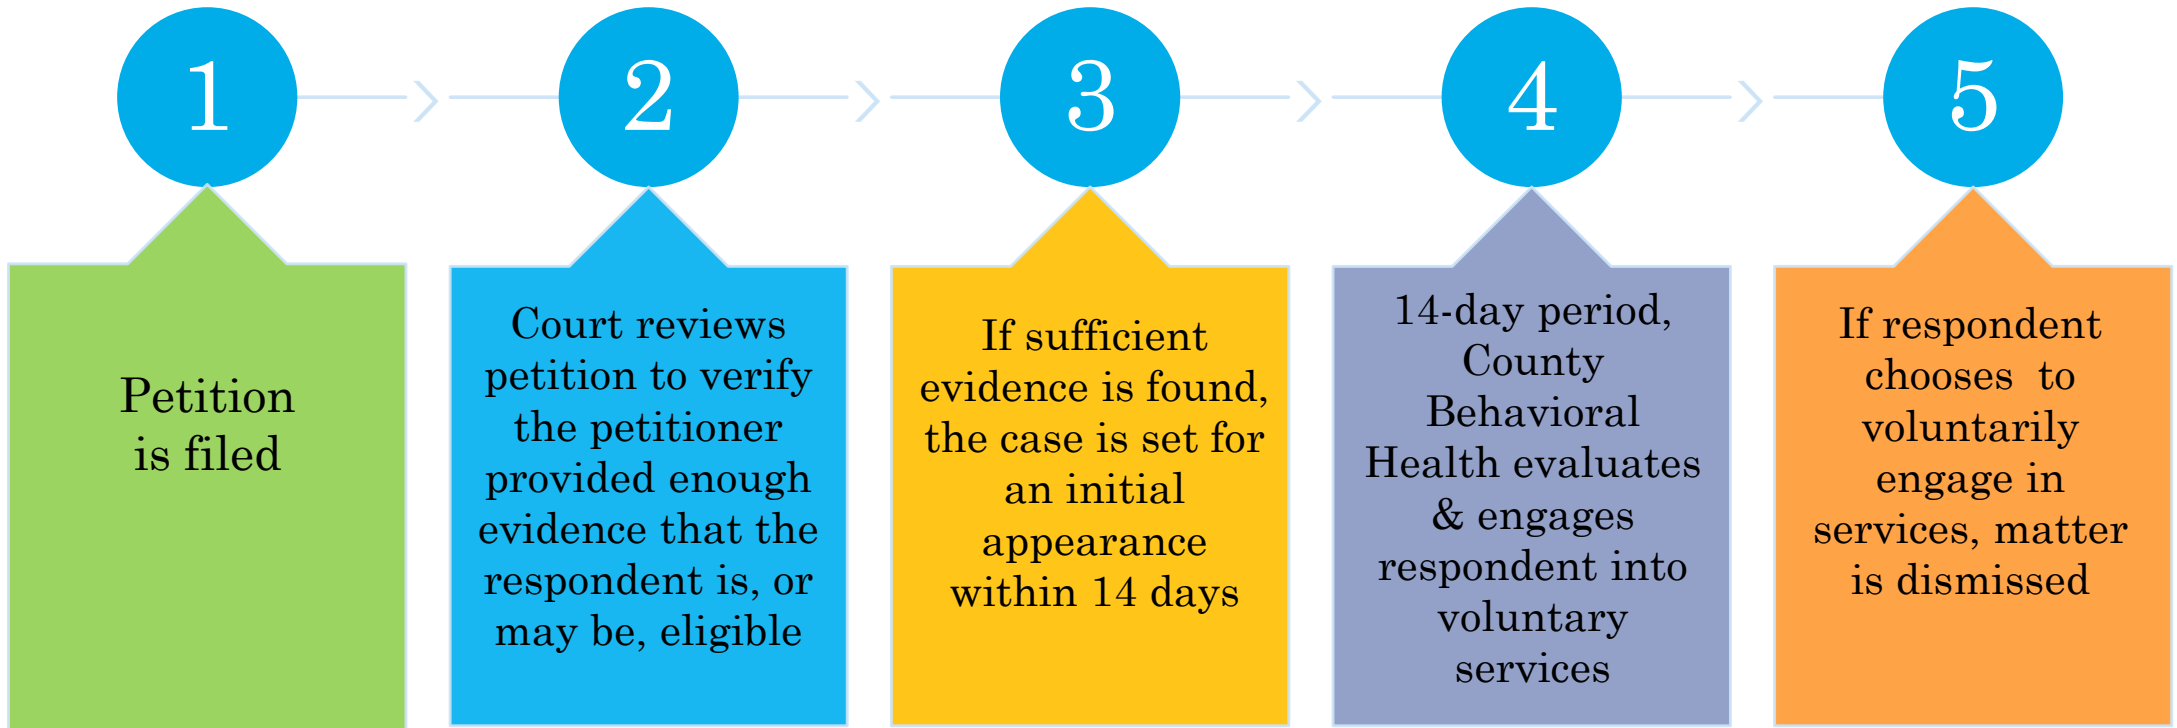 1
2
3
4
5
Petition
is filed
Court reviews
petition to verify
the petitioner
provided enough
evidence that the
respondent is, or
may be, eligible
If sufficient
evidence is found,
the case is set for
an initial
appearance
within 14 days
14-day period,
County
Behavioral
Health evaluates
& engages
respondent into
voluntary
services
If respondent
chooses  to
voluntarily
engage in
services, matter
is dismissed